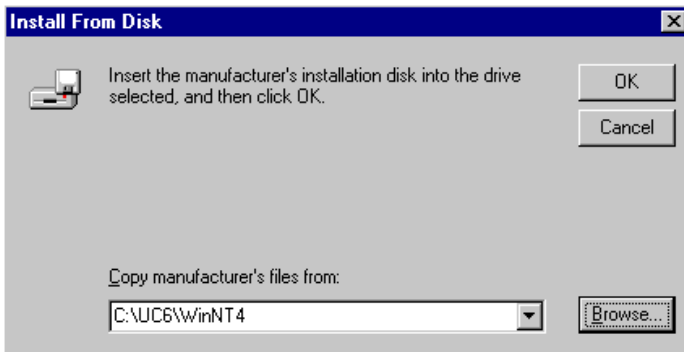 Install From Disk
Insert the manufacturer's installation disk into the drive
selected, and then click OK.
OK
Cancel
Copy manufacturer's files from:
C:\UC6\WinNT4
Browse...